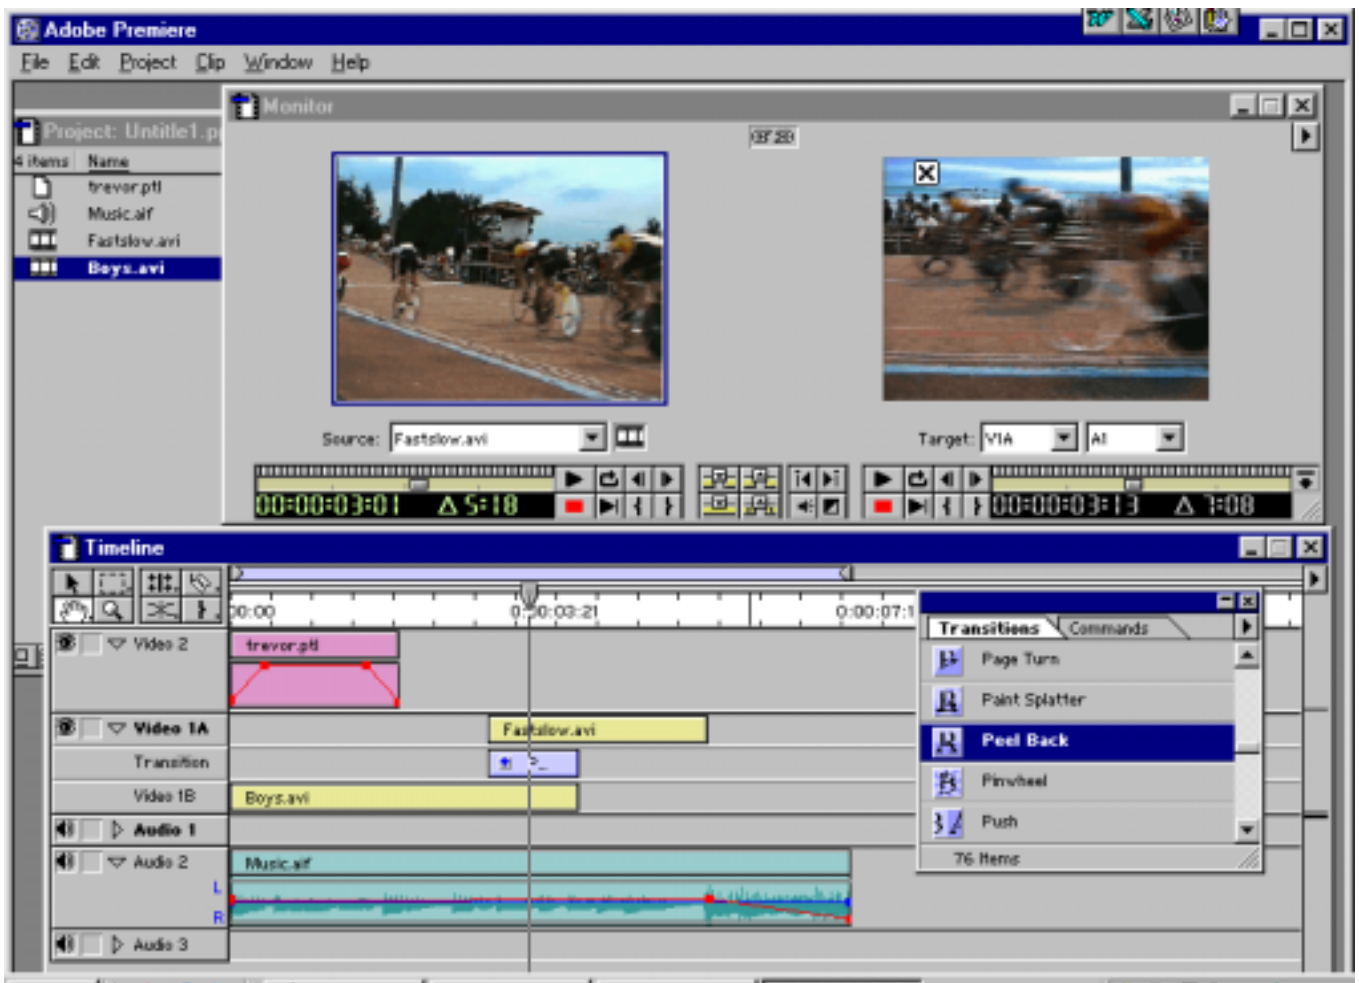 Adobe Premiere
File Edit Project Clip Window Help
Monitor
Project: Untitle1.p
4 items Name
trevor.ptl
Music.aif
Fastslow.avi
Boys.avi
Source: Fastslow.avi
Target: V1A A1
00:00:03:01 Δ 5:18
00:00:03:13 Δ 7:08
Timeline
00:00 0:00:03:21 0:00:07:1
Transitions Commands
Page Turn
Paint Splatter
Peel Back
Pinwheel
Push
76 Items
Video 2 trevor.ptl
Video 1A Fastslow.avi
Transition
Video 1B Boys.avi
Audio 1
Audio 2 Music.aif
L
R
Audio 3